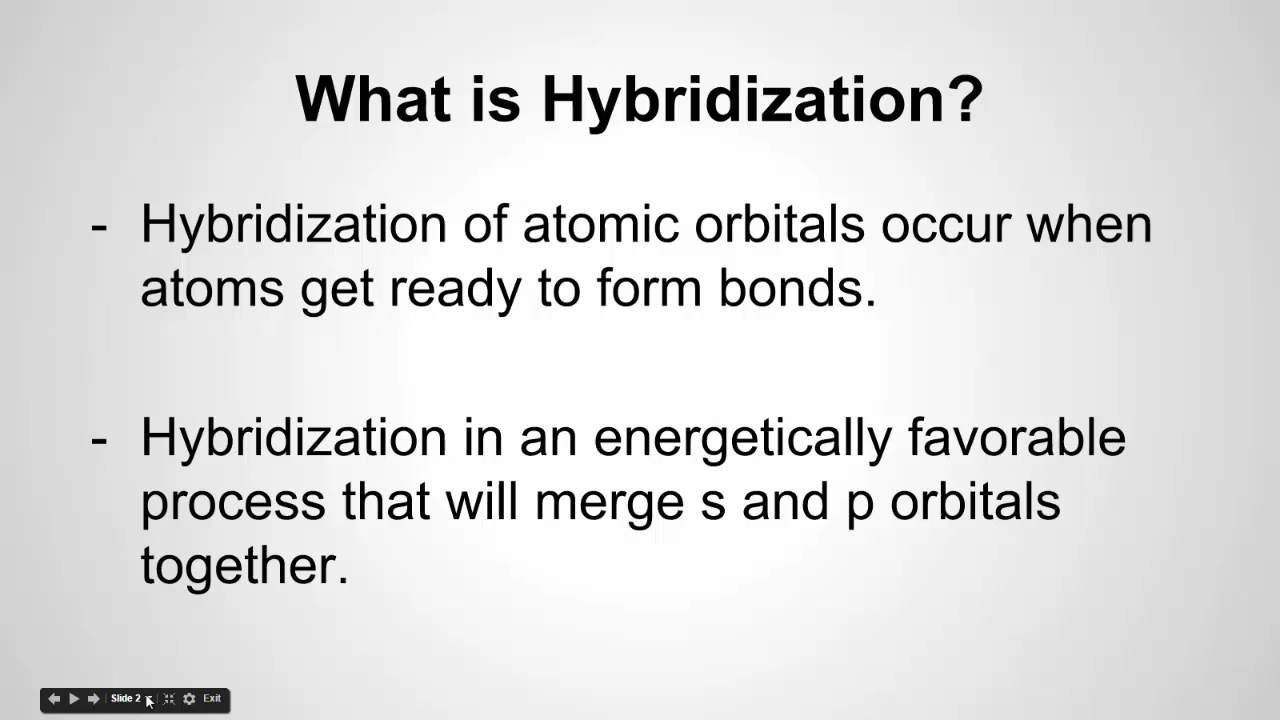 What is Hybridization?
- Hybridization of atomic orbitals occur when
atoms get ready to form bonds.
- Hybridization in an energetically favorable
process that will merge s and p orbitals
together.
Slide 2 Exit